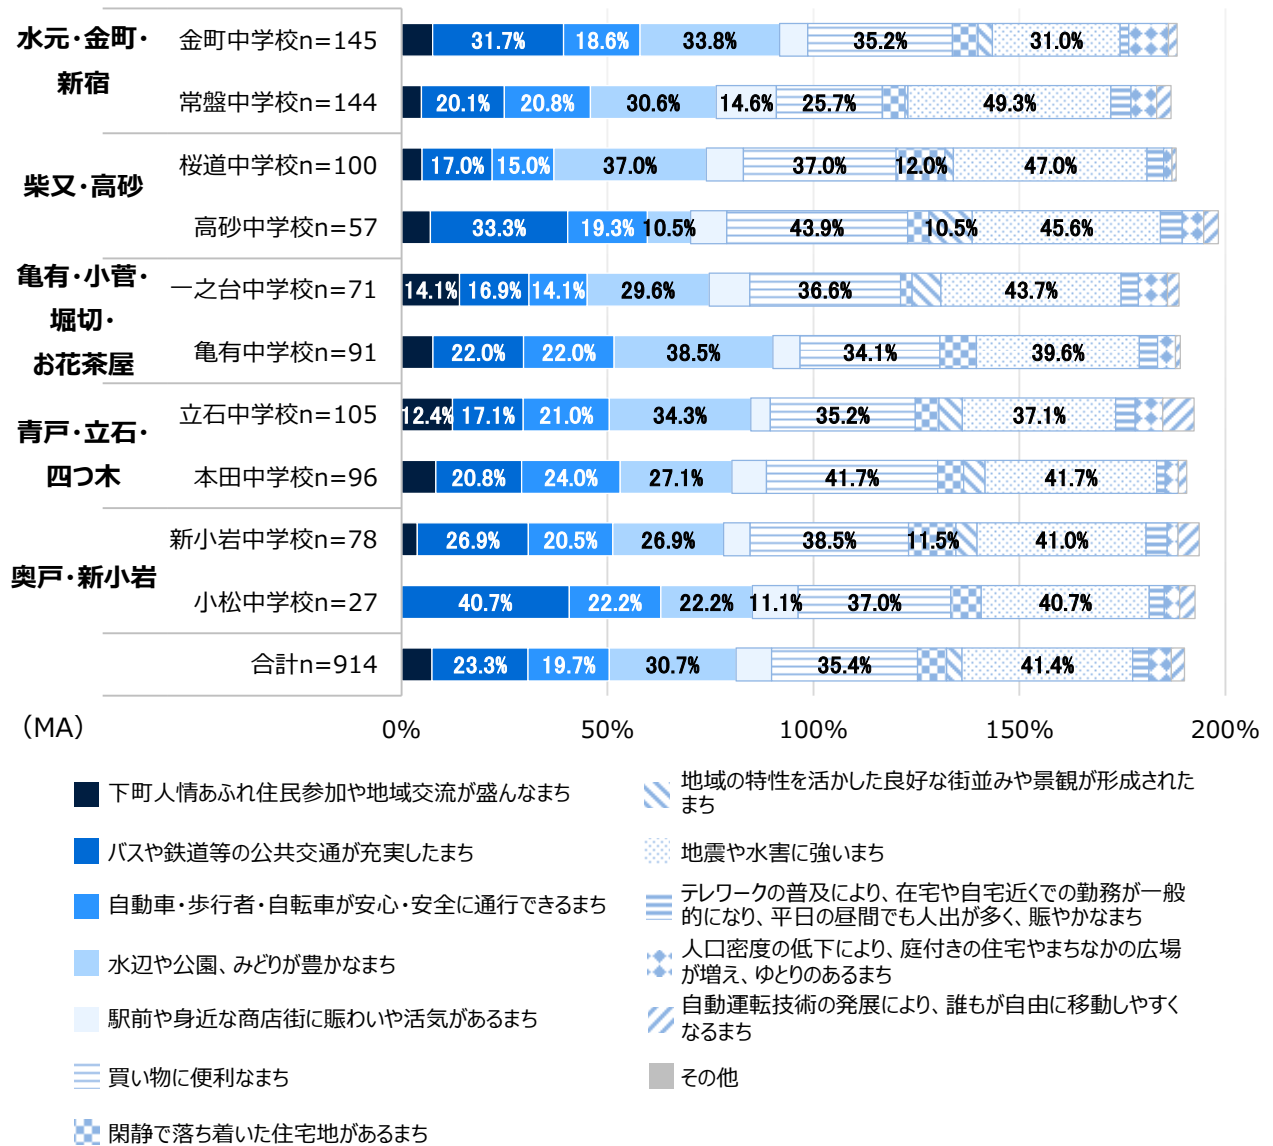 水元・金町・
新宿
金町中学校n=145
31.7% 18.6% 33.8% 35.2% 31.0%
常盤中学校n=144
20.1% 20.8% 30.6% 14.6% 25.7% 49.3%
柴又・高砂
桜道中学校n=100
17.0% 15.0% 37.0% 37.0% 12.0% 47.0%
高砂中学校n=57
33.3% 19.3% 10.5% 43.9% 10.5% 45.6%
亀有・小菅・
堀切・
お花茶屋
一之台中学校n=71
14.1% 16.9% 14.1% 29.6% 36.6% 43.7%
亀有中学校n=91
22.0% 22.0% 38.5% 34.1% 39.6%
青戸・立石・
四つ木
立石中学校n=105
12.4% 17.1% 21.0% 34.3% 35.2% 37.1%
本田中学校n=96
20.8% 24.0% 27.1% 41.7% 41.7%
奥戸・新小岩
新小岩中学校n=78
26.9% 20.5% 26.9% 38.5% 11.5% 41.0%
小松中学校n=27
40.7% 22.2% 22.2% 11.1% 37.0% 40.7%
合計n=914
23.3% 19.7% 30.7% 35.4% 41.4%
（MA）
0% 50% 100% 150% 200%
下町人情あふれ住民参加や地域交流が盛んなまち
バスや鉄道等の公共交通が充実したまち
自動車・歩行者・自転車が安心・安全に通行できるまち
水辺や公園、みどりが豊かなまち
駅前や身近な商店街に賑わいや活気があるまち
買い物に便利なまち
閑静で落ち着いた住宅地があるまち
地域の特性を活かした良好な街並みや景観が形成された
まち
地震や水害に強いまち
テレワークの普及により、在宅や自宅近くでの勤務が一般
的になり、平日の昼間でも人出が多く、賑やかなまち
人口密度の低下により、庭付きの住宅やまちなかの広場
が増え、ゆとりのあるまち
自動運転技術の発展により、誰もが自由に移動しやすく
なるまち
その他